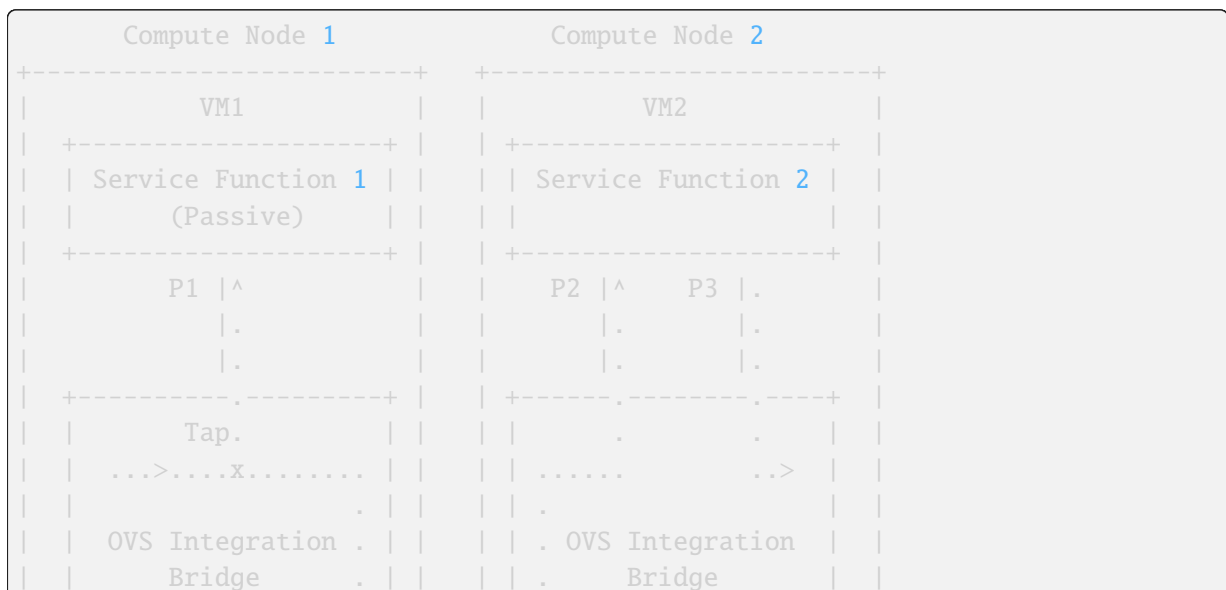 Compute Node 1                  Compute Node 2
+-------------------------+   +-------------------------+
|           VM1           |   |          VM2            |
|  +--------------------+ |   | +--------------------+  |
|  | Service Function 1 | |   | | Service Function 2 |  |
|  |      (Passive)     | |   | |                    |  |
|  +--------------------+ |   | +--------------------+  |
|         P1 |^           |   |    P2 |^    P3 |.       |
|            |.           |   |       |.       |.       |
|            |.           |   |       |.       |.       |
|  +----------.---------+ |   | +------.--------.----+  |
|  |       Tap.         | |   | |      .        .    |  |
|  |  ...>....x........ | |   | | ......        ..>  |  |
|  |                  . | |   | | .                  |  |
|  |  OVS Integration . | |   | | . OVS Integration  |  |
|  |      Bridge      . | |   | | .     Bridge       |  |